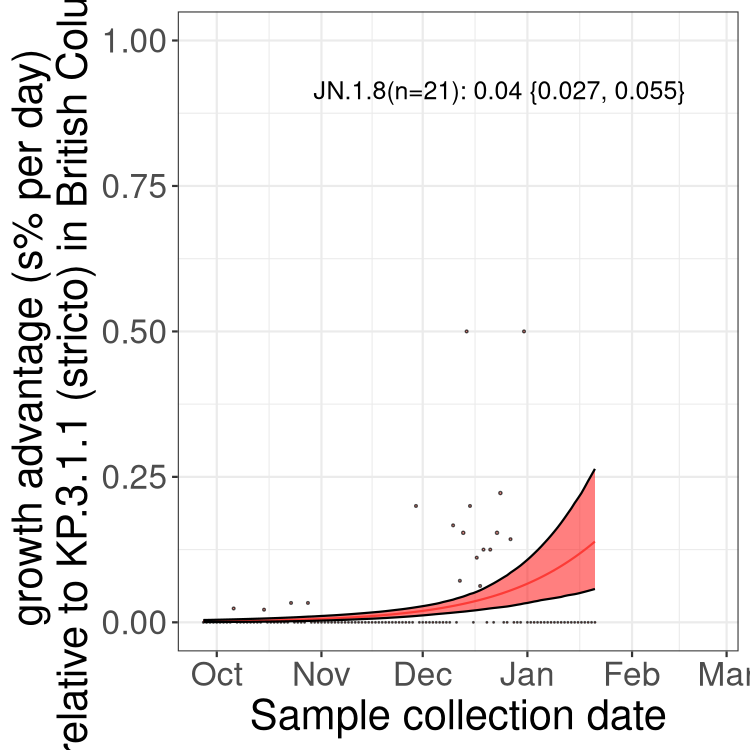 growth advantage (s% per day)
relative to KP.3.1.1 (stricto) in British Colu
1.00
0.75
0.50
0.25
0.00
JN.1.8(n=21): 0.04 {0.027, 0.055}
Oct Nov Dec Jan Feb Mar
Sample collection date